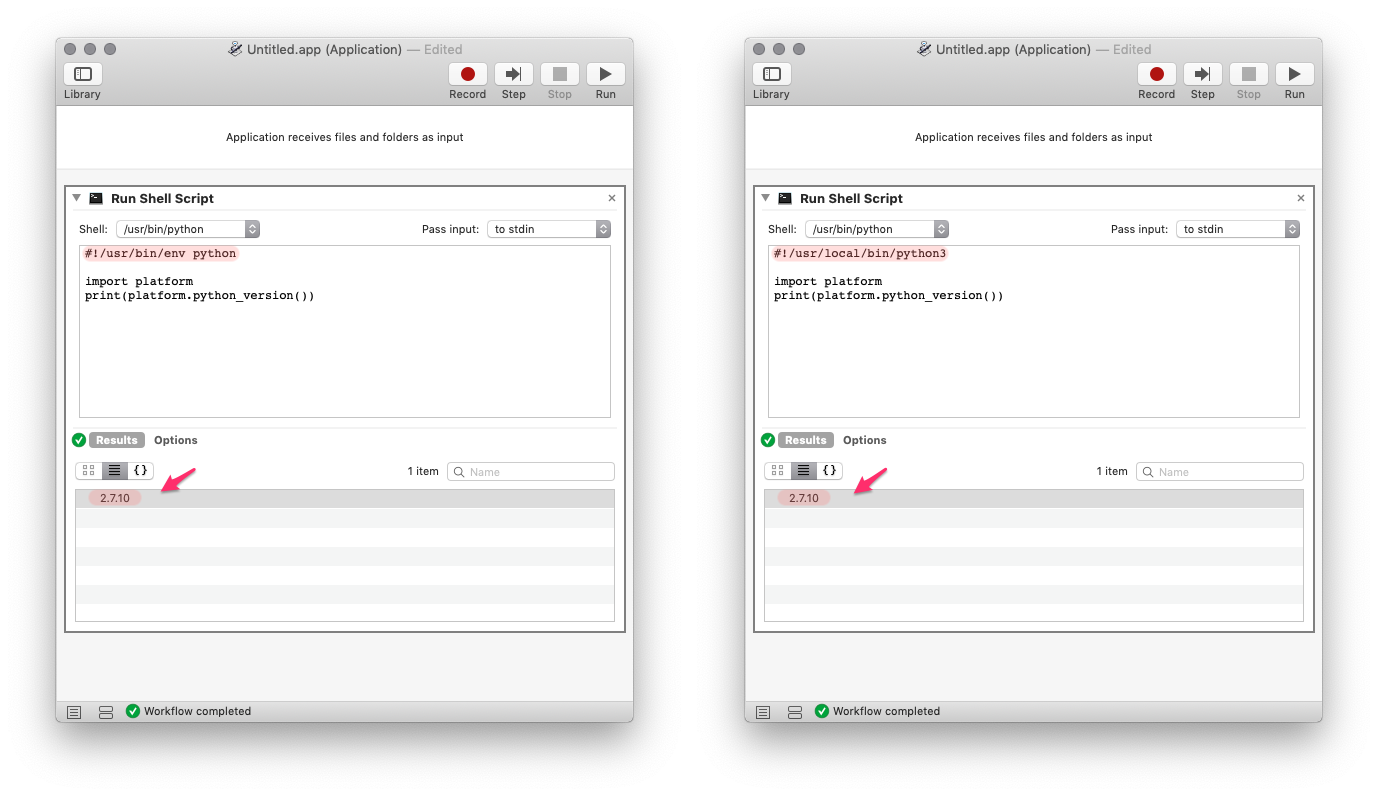 Untitled.app (Application) — Edited
Library
Record
Step
Stop
Run
Application receives files and folders as input
Run Shell Script
Shell: /usr/bin/python
Pass input: to stdin
#!/usr/bin/env python
import platform
print(platform.python_version())
Results Options
{}
1 item
Name
2.7.10
Workflow completed
Untitled.app (Application) — Edited
Library
Record
Step
Stop
Run
Application receives files and folders as input
Run Shell Script
Shell: /usr/bin/python
Pass input: to stdin
#!/usr/local/bin/python3
import platform
print(platform.python_version())
Results Options
{}
1 item
Name
2.7.10
Workflow completed